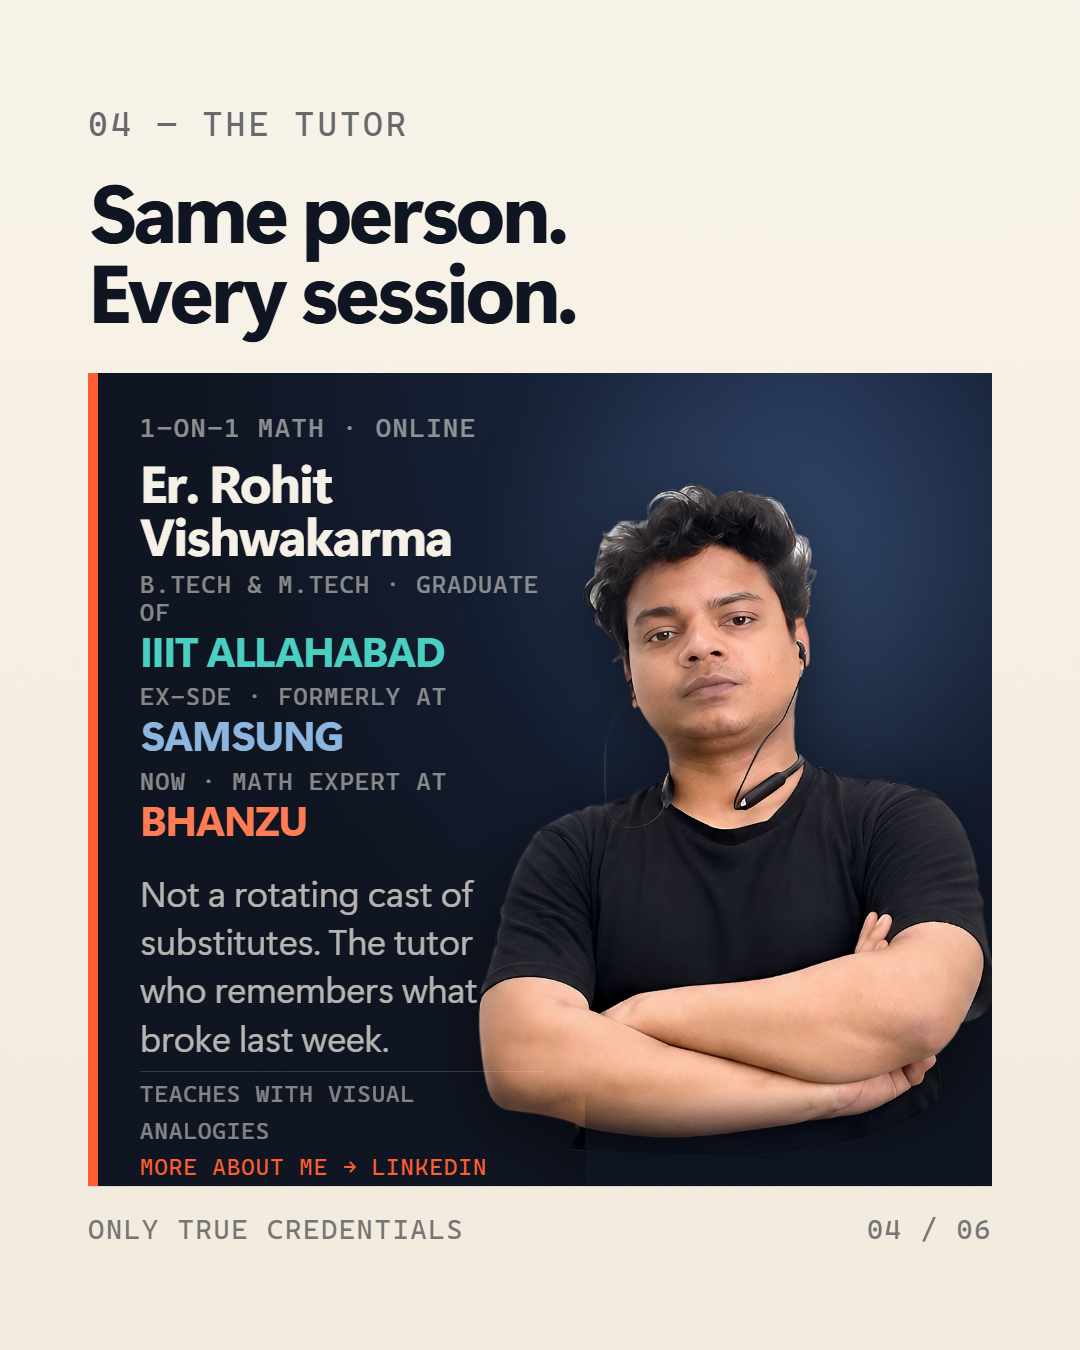 04 — THE TUTOR
Same person.
Every session.
1–ON–1 MATH · ONLINE
Er. Rohit
Vishwakarma
B.TECH & M.TECH · GRADUATE
OF
IIIT ALLAHABAD
EX–SDE · FORMERLY AT
SAMSUNG
NOW · MATH EXPERT AT
BHANZU
Not a rotating cast of
substitutes. The tutor
who remembers what
broke last week.
TEACHES WITH VISUAL
ANALOGIES
MORE ABOUT ME → LINKEDIN
ONLY TRUE CREDENTIALS
04 / 06